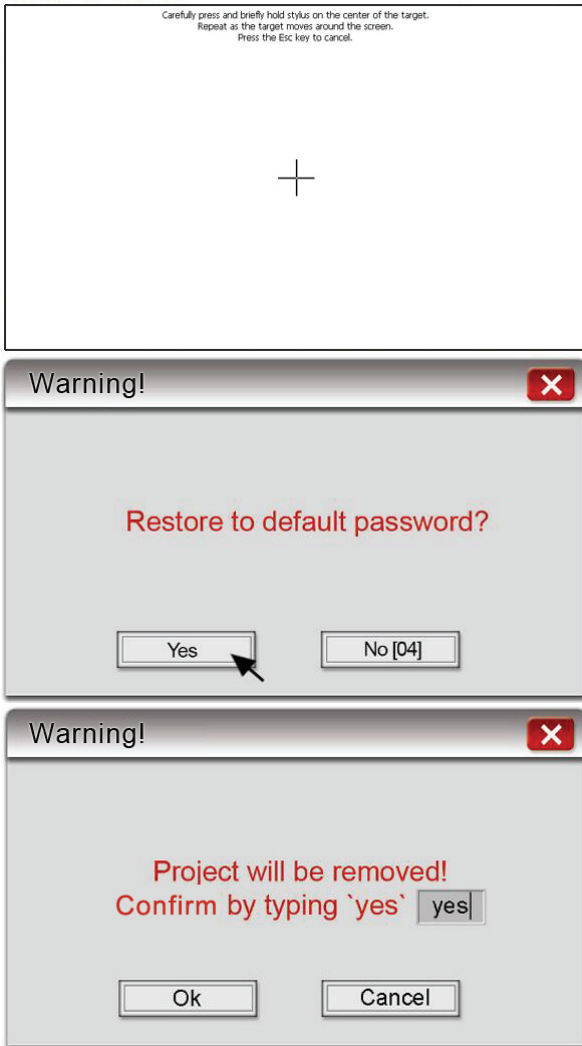 Carefully press and briefly hold stylus on the center of the target.
Repeat as the target moves around the screen.
Press the Esc key to cancel.
Warning!
Restore to default password?
Yes
No [04]
Warning!
Project will be removed!
Confirm by typing `yes` yes
Ok
Cancel